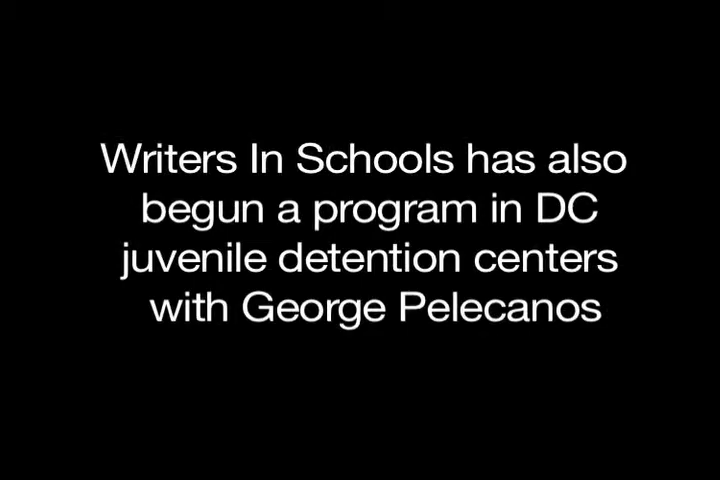 Writers In Schools has also
begun a program in DC
juvenile detention centers
with George Pelecanos